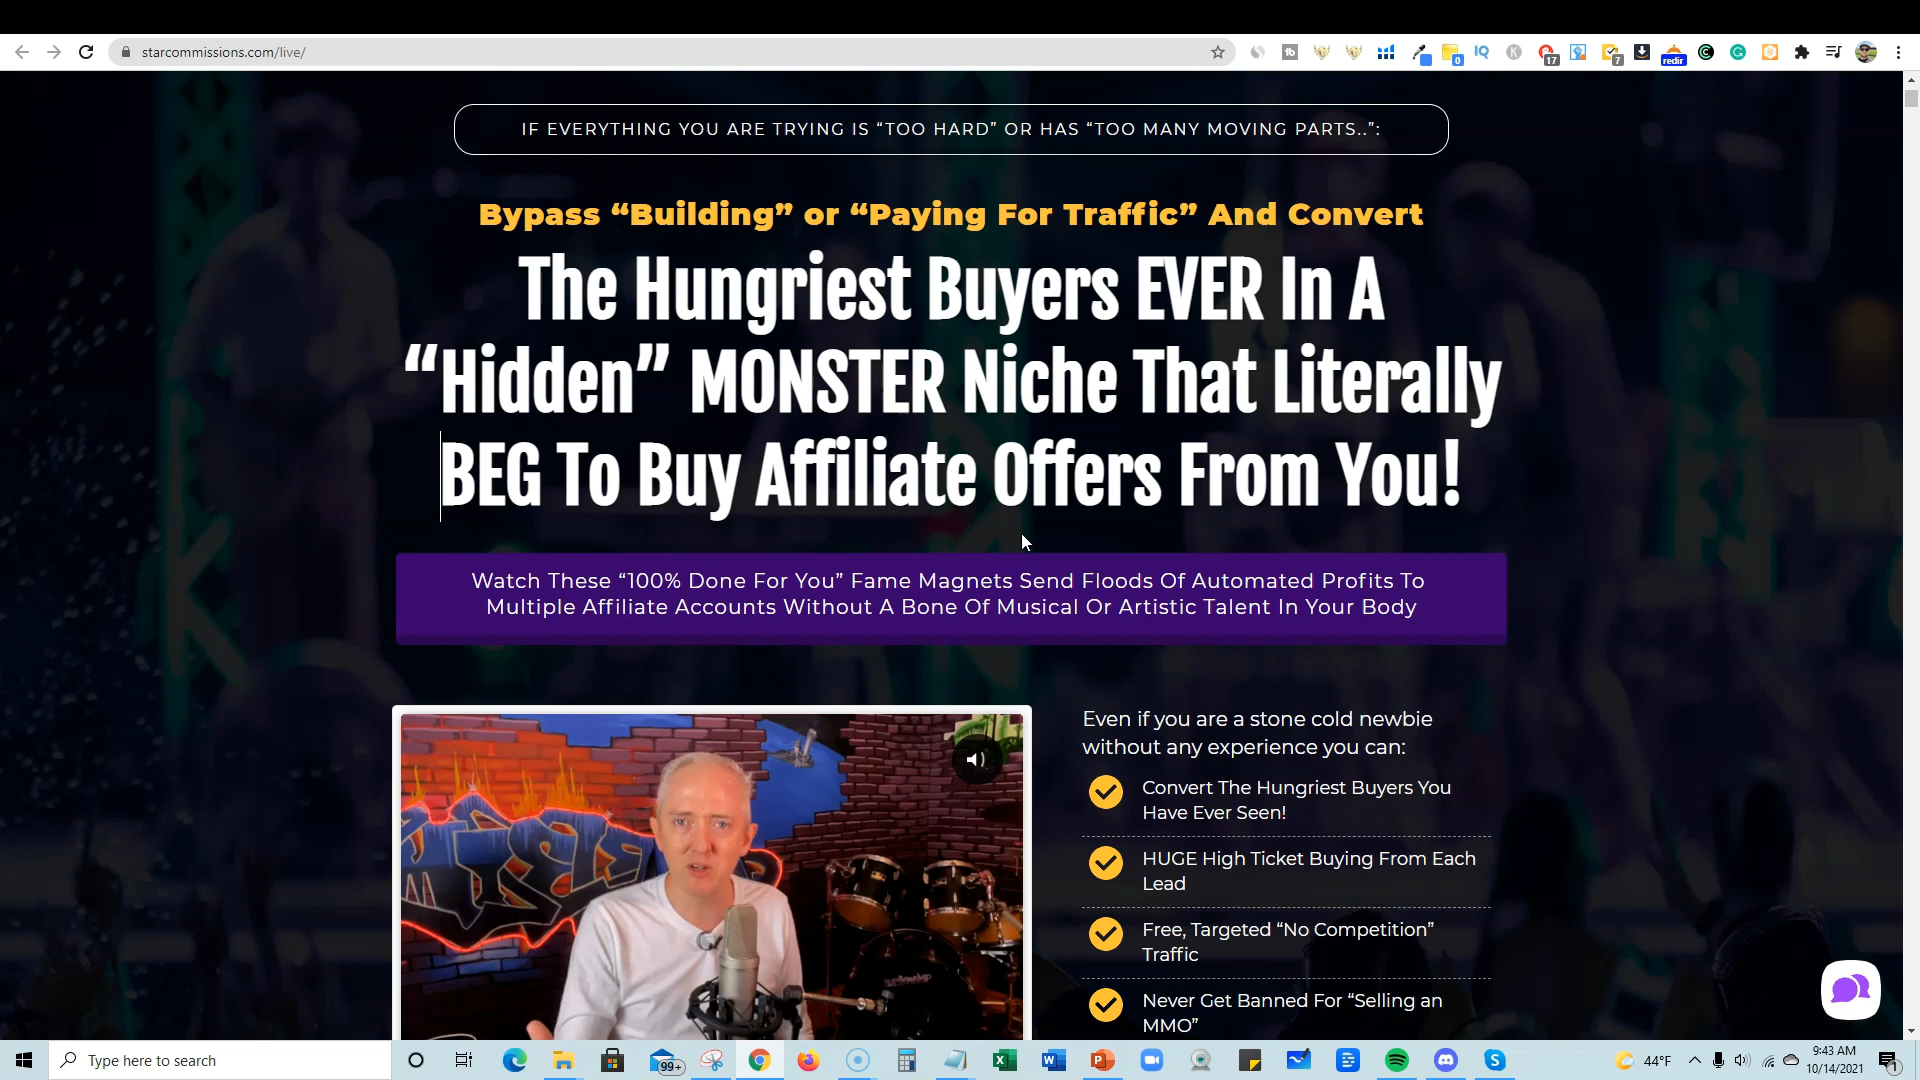 starcommissions.com/live/
0
17
7
redir
IF EVERYTHING YOU ARE TRYING IS “TOO HARD” OR HAS “TOO MANY MOVING PARTS..”:
Bypass “Building” or “Paying For Traffic” And Convert
The Hungriest Buyers EVER In A
“Hidden” MONSTER Niche That Literally
BEG To Buy Affiliate Offers From You!
Watch These “100% Done For You” Fame Magnets Send Floods Of Automated Profits To
Multiple Affiliate Accounts Without A Bone Of Musical Or Artistic Talent In Your Body
Even if you are a stone cold newbie
without any experience you can:
Convert The Hungriest Buyers You
Have Ever Seen!
HUGE High Ticket Buying From Each
Lead
Free, Targeted “No Competition”
Traffic
Never Get Banned For “Selling an
MMO”
Type here to search
99+
44°F
9:43 AM
10/14/2021
1